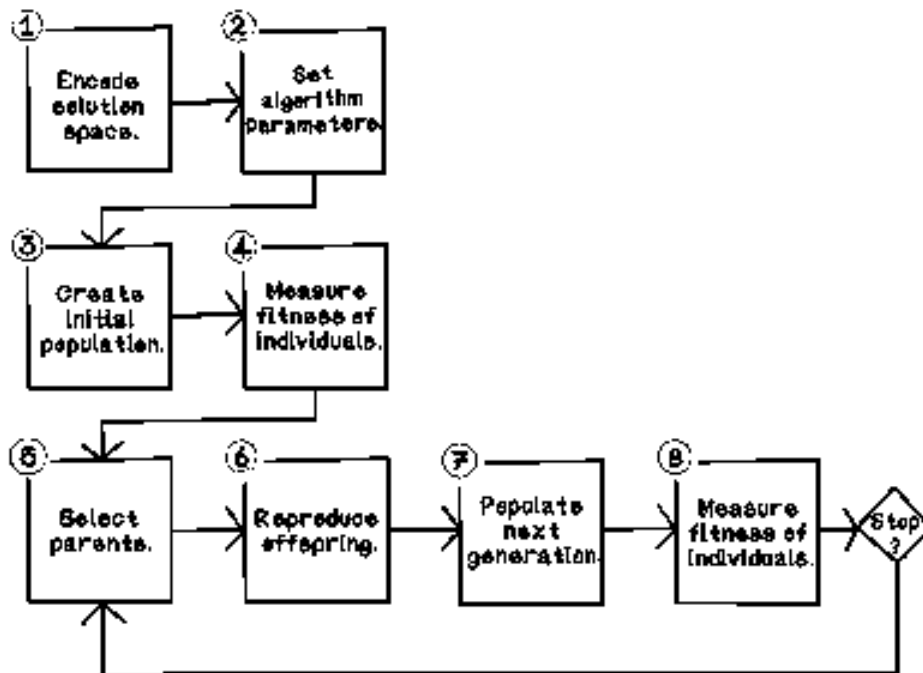 1
Encode
solution
space.
2
Set
algorithm
parameters.
3
Create
initial
population.
4
Measure
fitness of
individuals.
5
Select
parents.
6
Reproduce
offspring.
7
Populate
next
generation.
8
Measure
fitness of
individuals.
Stop
?